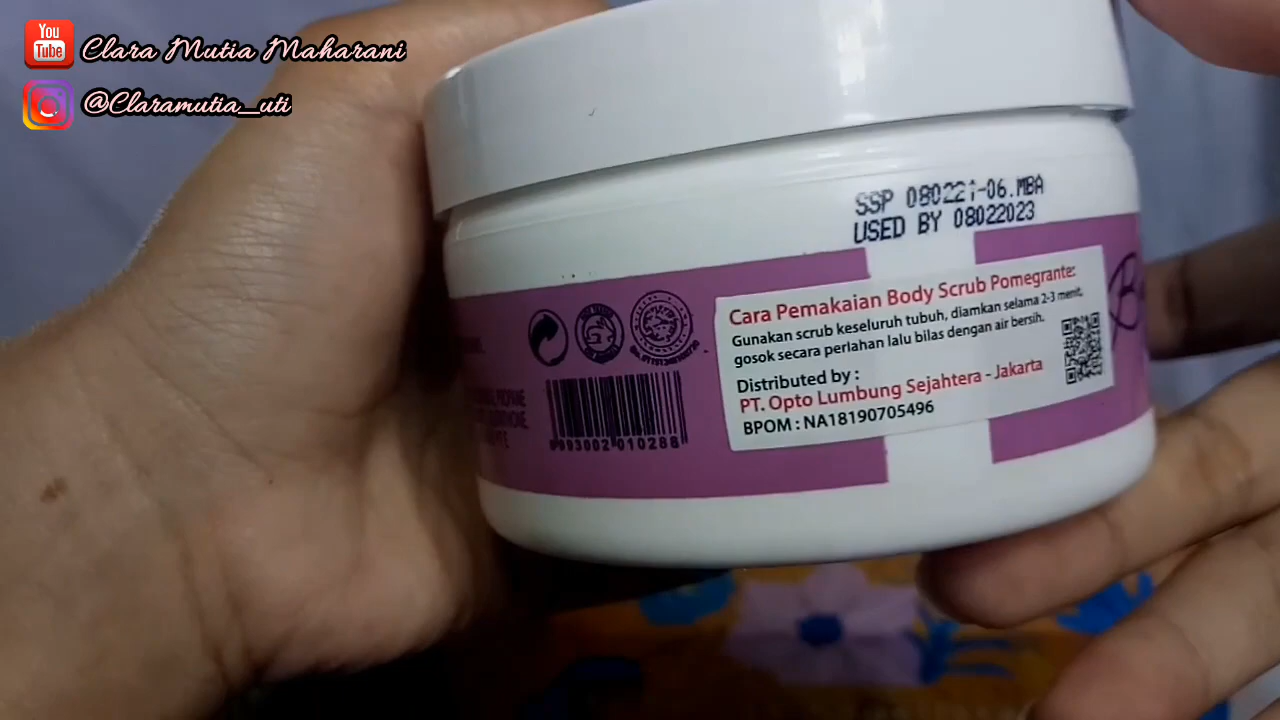 You
Tube
Clara Mutia Maharani
@Claramutia_uti
SSP 080221-06.MBA
USED BY 08022023
Cara Pemakaian Body Scrub Pomegrante:
Gunakan scrub keseluruh tubuh, diamkan selama 2-3 menit,
gosok secara perlahan lalu bilas dengan air bersih.
Distributed by :
PT. Opto Lumbung Sejahtera - Jakarta
BPOM : NA18190705496